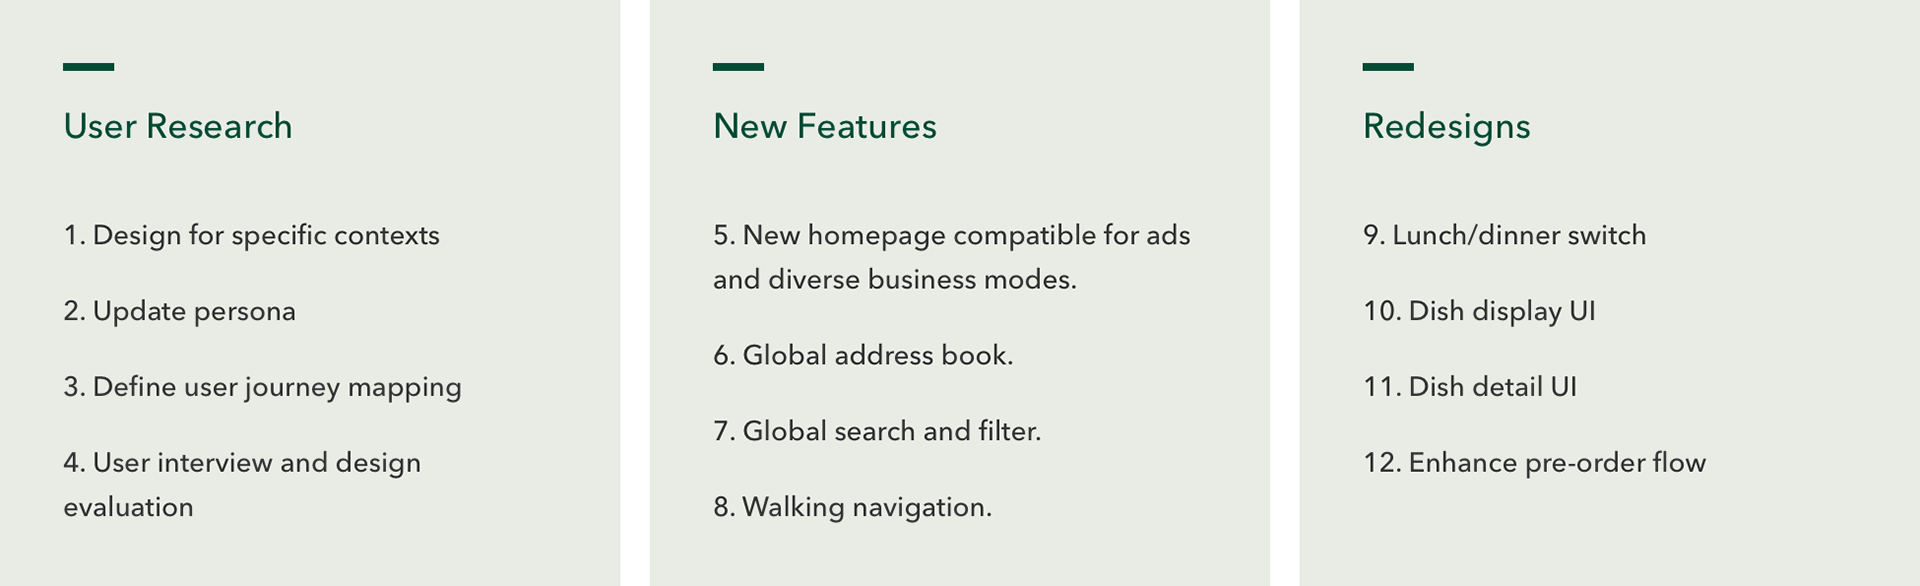 User Research
1. Design for specific contexts
2. Update persona
3. Define user journey mapping
4. User interview and design
evaluation
New Features
5. New homepage compatible for ads
and diverse business modes.
6. Global address book.
7. Global search and filter.
8. Walking navigation.
Redesigns
9. Lunch/dinner switch
10. Dish display UI
11. Dish detail UI
12. Enhance pre-order flow